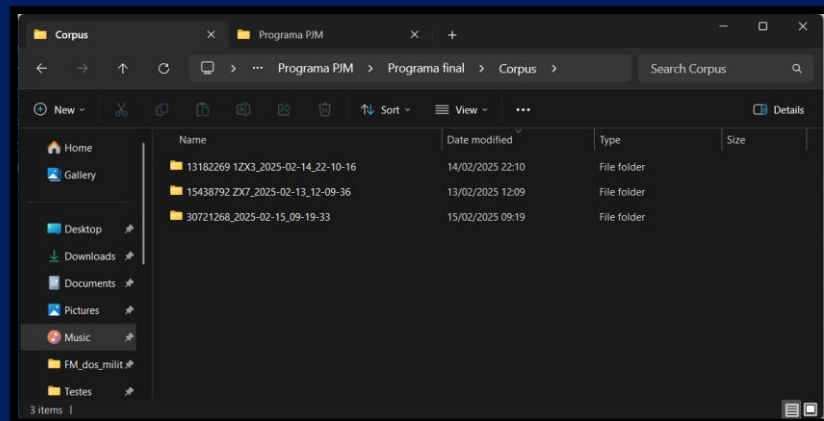 Corpus
Programa PJM
Programa PJM > Programa final > Corpus >
Search Corpus
New
Sort
View
Details
Home
Gallery
Desktop
Downloads
Documents
Pictures
Music
FM_dos_milit
Testes
Name Date modified Type Size
13182269 1ZX3_2025-02-14_22-10-16 14/02/2025 22:10 File folder
15438792 ZX7_2025-02-13_12-09-36 13/02/2025 12:09 File folder
30721268_2025-02-15_09-19-33 15/02/2025 09:19 File folder
3 items